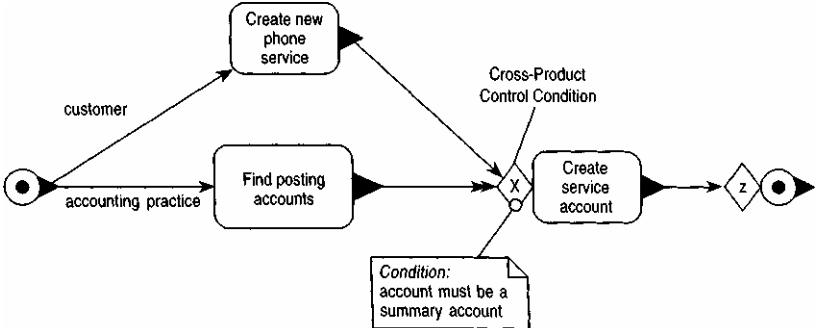 Create new
phone
service
Cross-Product
Control Condition
customer
Find posting
accounts
X
Create
service
account
z
accounting practice
Condition:
account must be a
summary account